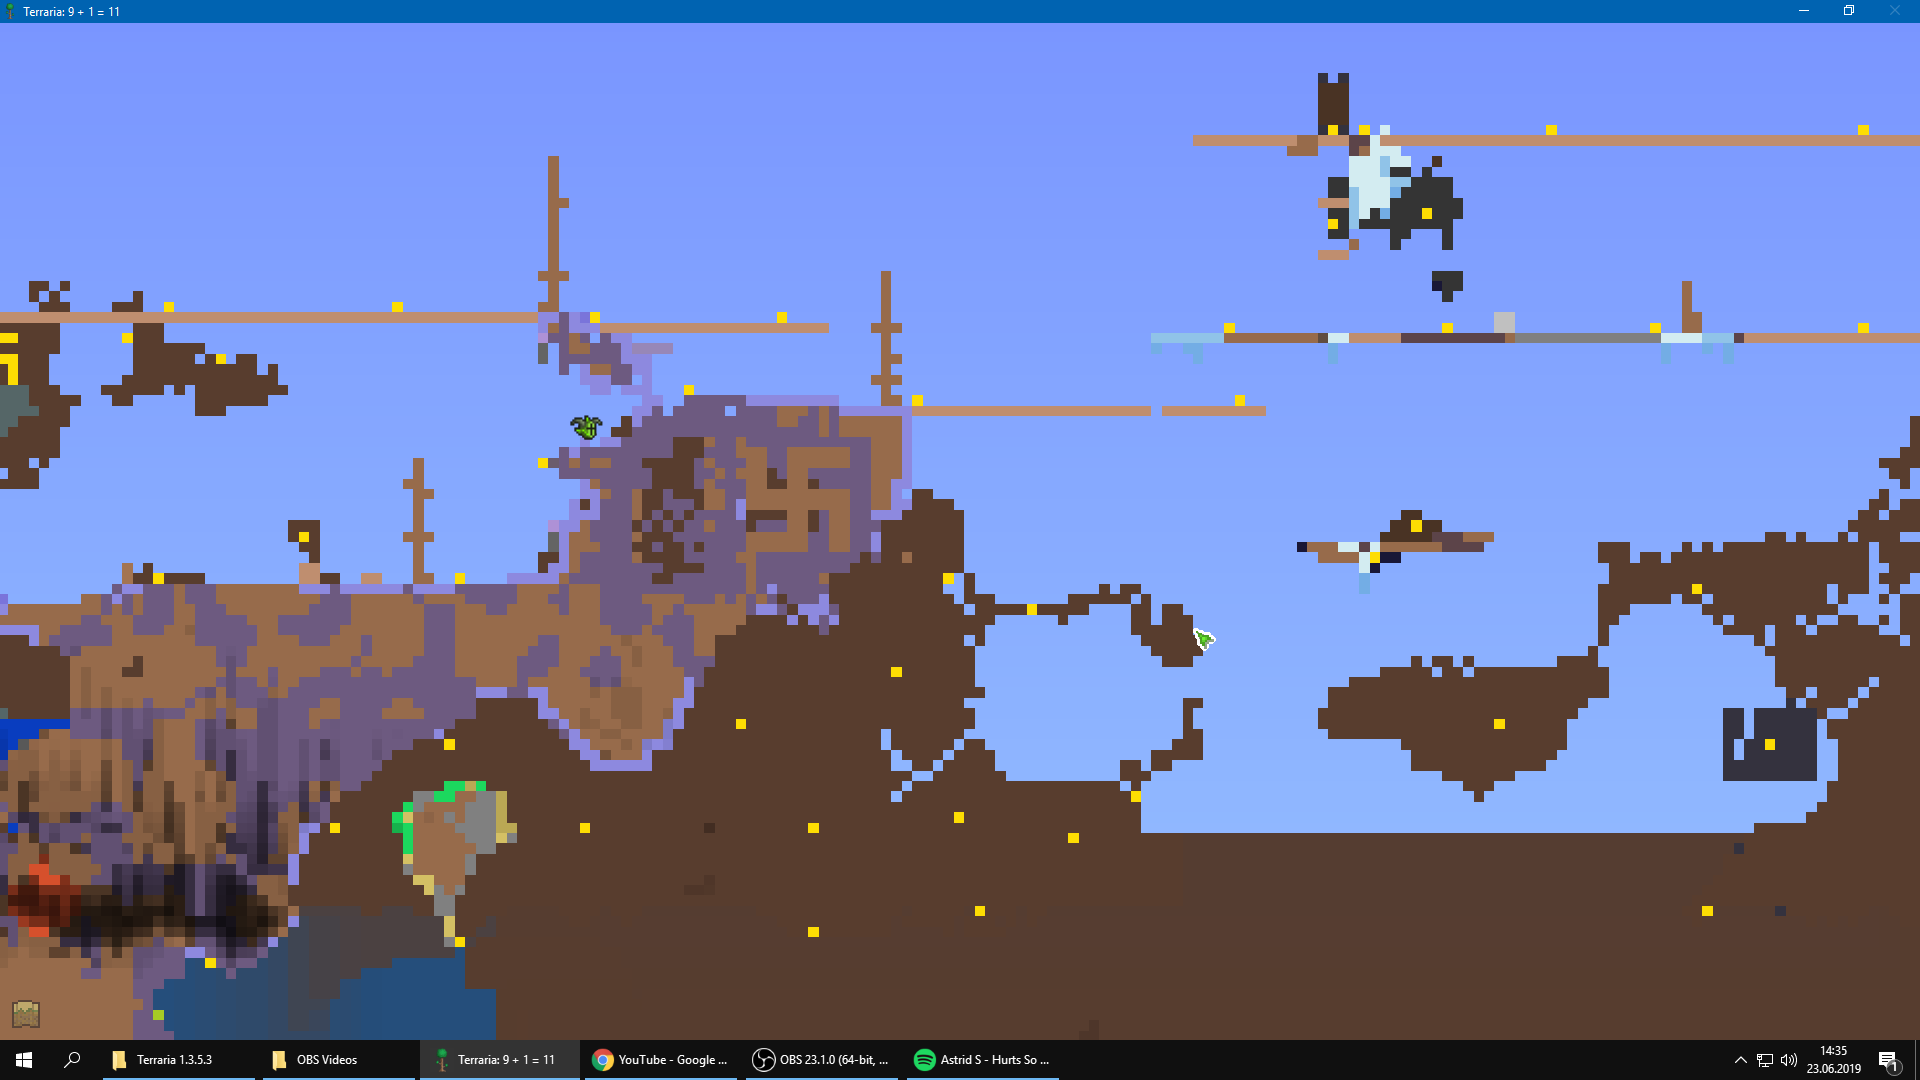 Terraria: 9 + 1 = 11
Terraria 1.3.5.3
OBS Videos
Terraria: 9 + 1 = 11
YouTube - Google ...
OBS 23.1.0 (64-bit, ...
Astrid S - Hurts So ...
14:35
23.06.2019
1